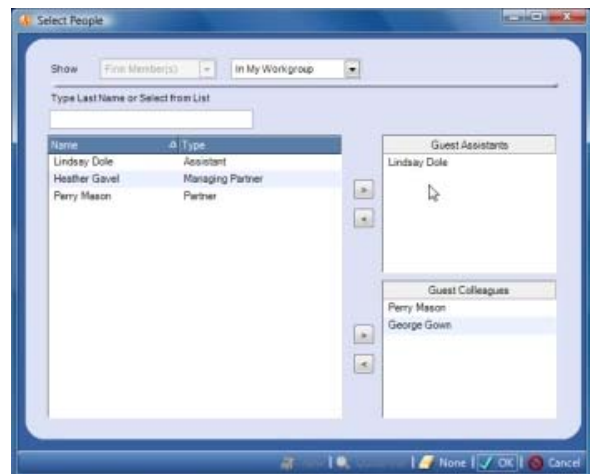 Select People
Show Firm Member(s) In My Workgroup
Type Last Name or Select from List
Name Type
Lindsay Dole Assistant
Heather Gavel Managing Partner
Perry Mason Partner
>
<
Guest Assistants
Lindsay Dole
>
<
Guest Colleagues
Perry Mason
George Gown
None OK Cancel